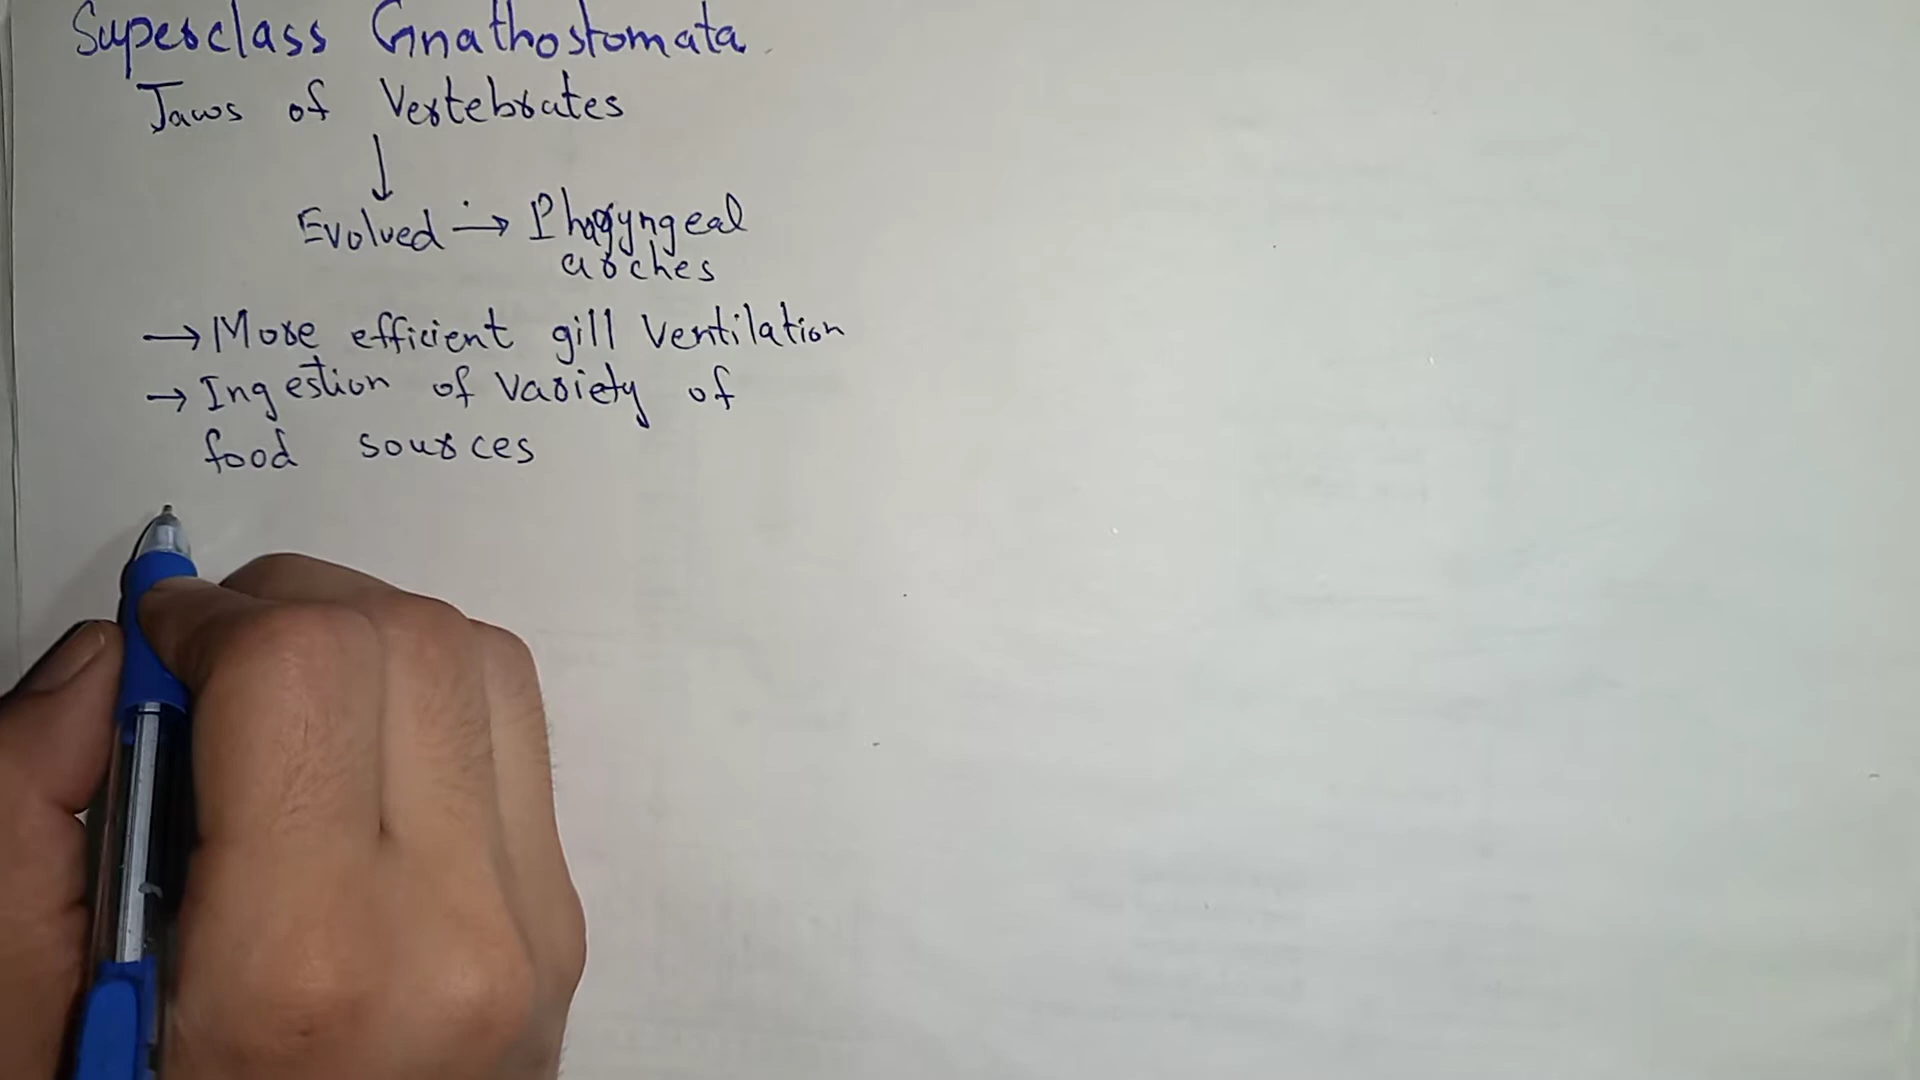 Superclass Gnathostomata
Jaws of Vertebrates
↓
Evolved → Pharyngeal
arches
→ More efficient gill Ventilation
→ Ingestion of Variety of
food sources